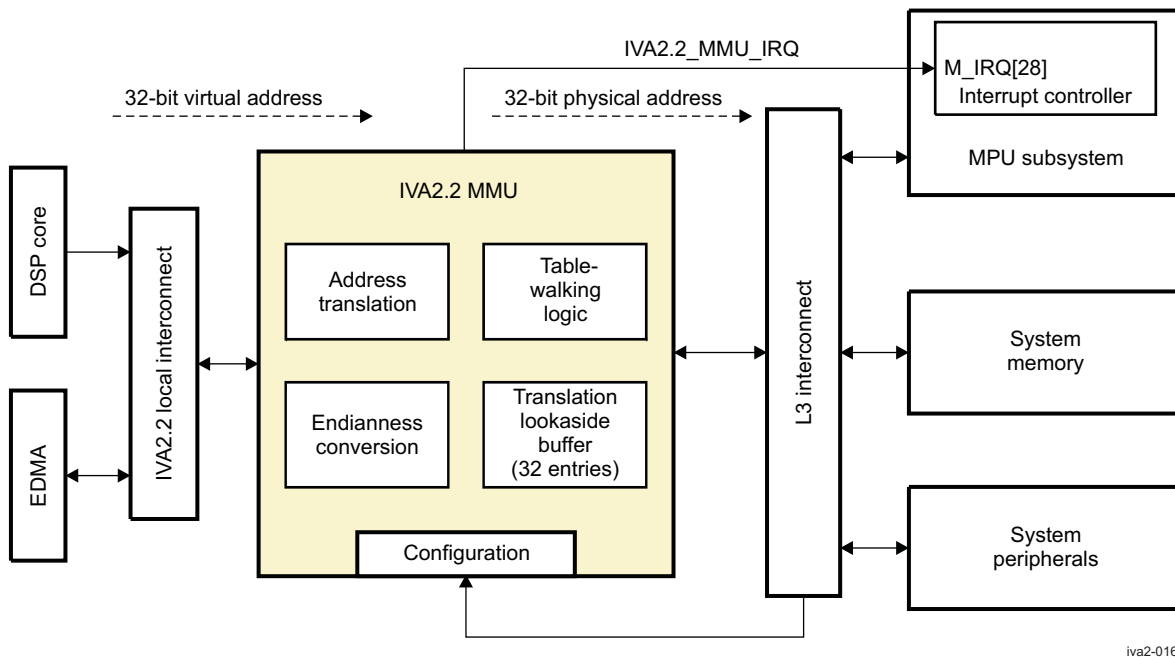 IVA2.2_MMU_IRQ
M_IRQ[28]
Interrupt controller
MPU subsystem
32-bit virtual address
32-bit physical address
DSP core
EDMA
IVA2.2 local interconnect
IVA2.2 MMU
Address
translation
Table-
walking
logic
Endianness
conversion
Translation
lookaside
buffer
(32 entries)
Configuration
L3 interconnect
System
memory
System
peripherals
iva2-016